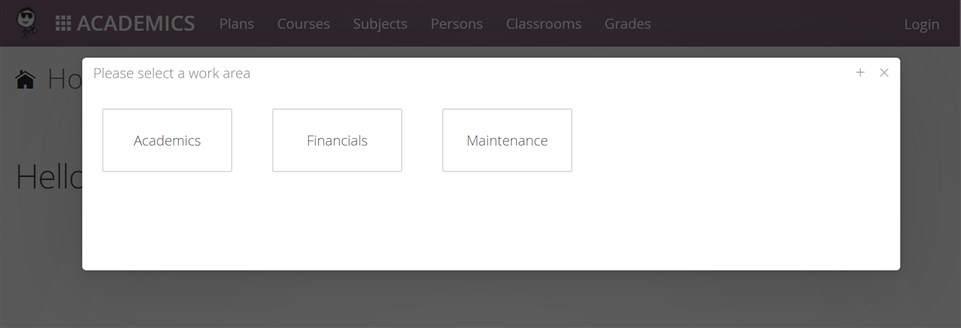 ACADEMICS Plans Courses Subjects Persons Classrooms Grades Login
Ho
Please select a work area
Academics Financials Maintenance
Hello